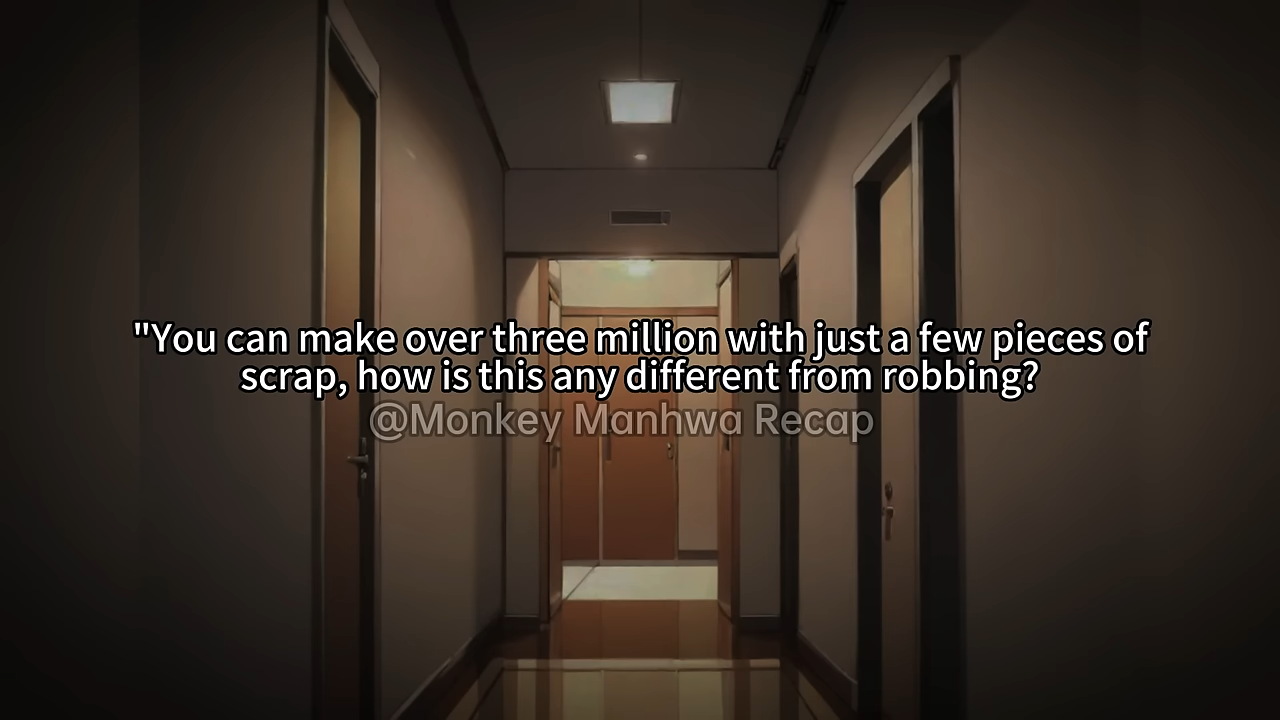 "You can make over three million with just a few pieces of
scrap, how is this any different from robbing?
@Monkey Manhwa Recap